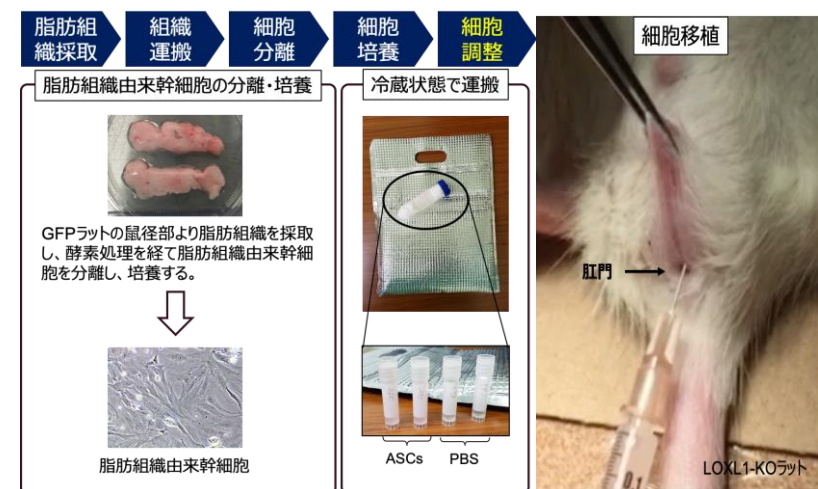 脂肪組
織採取
組織
運搬
細胞
分離
細胞
培養
細胞
調整
脂肪組織由来幹細胞の分離・培養
GFPラットの鼠径部より脂肪組織を採取
し、酵素処理を経て脂肪組織由来幹細
胞を分離し、培養する。
脂肪組織由来幹細胞
冷蔵状態で運搬
ASCs
PBS
細胞移植
肛門
0.1
LOXL1-KOラット